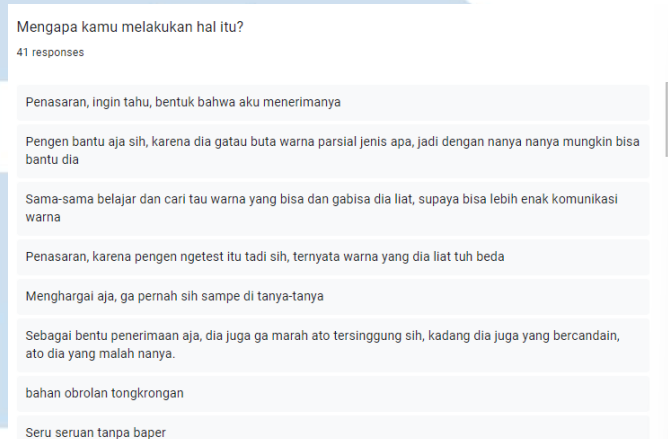 Mengapa kamu melakukan hal itu?
41 responses
Penasaran, ingin tahu, bentuk bahwa aku menerimanya
Pengen bantu aja sih, karena dia gatau buta warna parsial jenis apa, jadi dengan nanya nanya mungkin bisa
bantu dia
Sama-sama belajar dan cari tau warna yang bisa dan gabisa dia liat, supaya bisa lebih enak komunikasi
warna
Penasaran, karena pengen ngetest itu tadi sih, ternyata warna yang dia liat tuh beda
Menghargai aja, ga pernah sih sampe di tanya-tanya
Sebagai bentuk penerimaan aja, dia juga ga marah ato tersinggung sih, kadang dia juga yang bercandain,
ato dia yang malah nanya.
bahan obrolan tongkrongan
Seru seruan tanpa baper